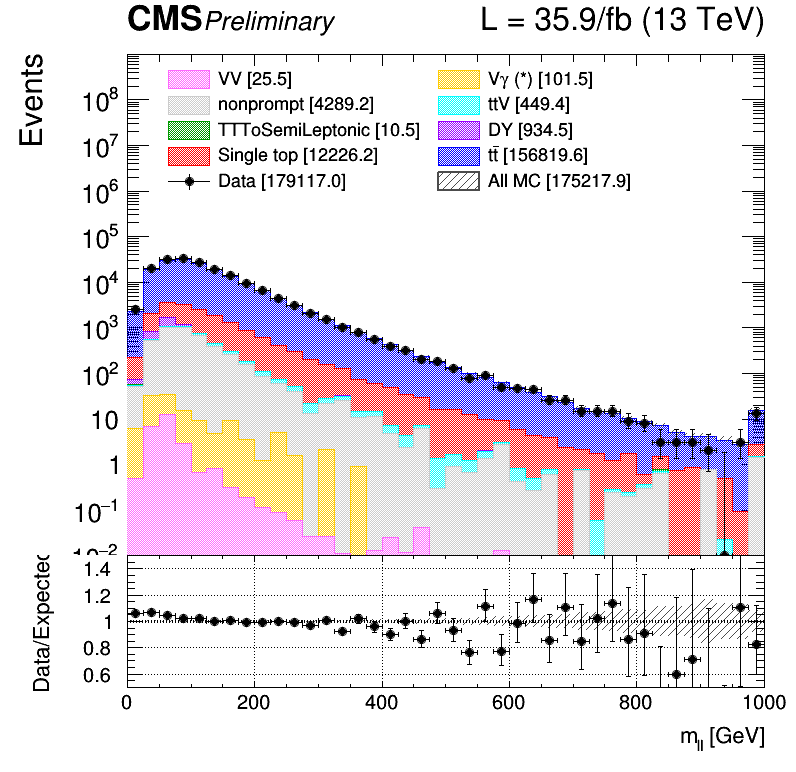 CMS Preliminary L = 35.9/fb (13 TeV)
Events
VV [25.5]
Vγ (*) [101.5]
nonprompt [4289.2]
ttV [449.4]
TTToSemiLeptonic [10.5]
DY [934.5]
Single top [12226.2]
tt̄ [156819.6]
Data [179117.0]
All MC [175217.9]
10⁸
10⁷
10⁶
10⁵
10⁴
10³
10²
10
1
10⁻¹
10⁻²
Data/Expected
1.4
1.2
1
0.8
0.6
0 200 400 600 800 1000
m_ll [GeV]